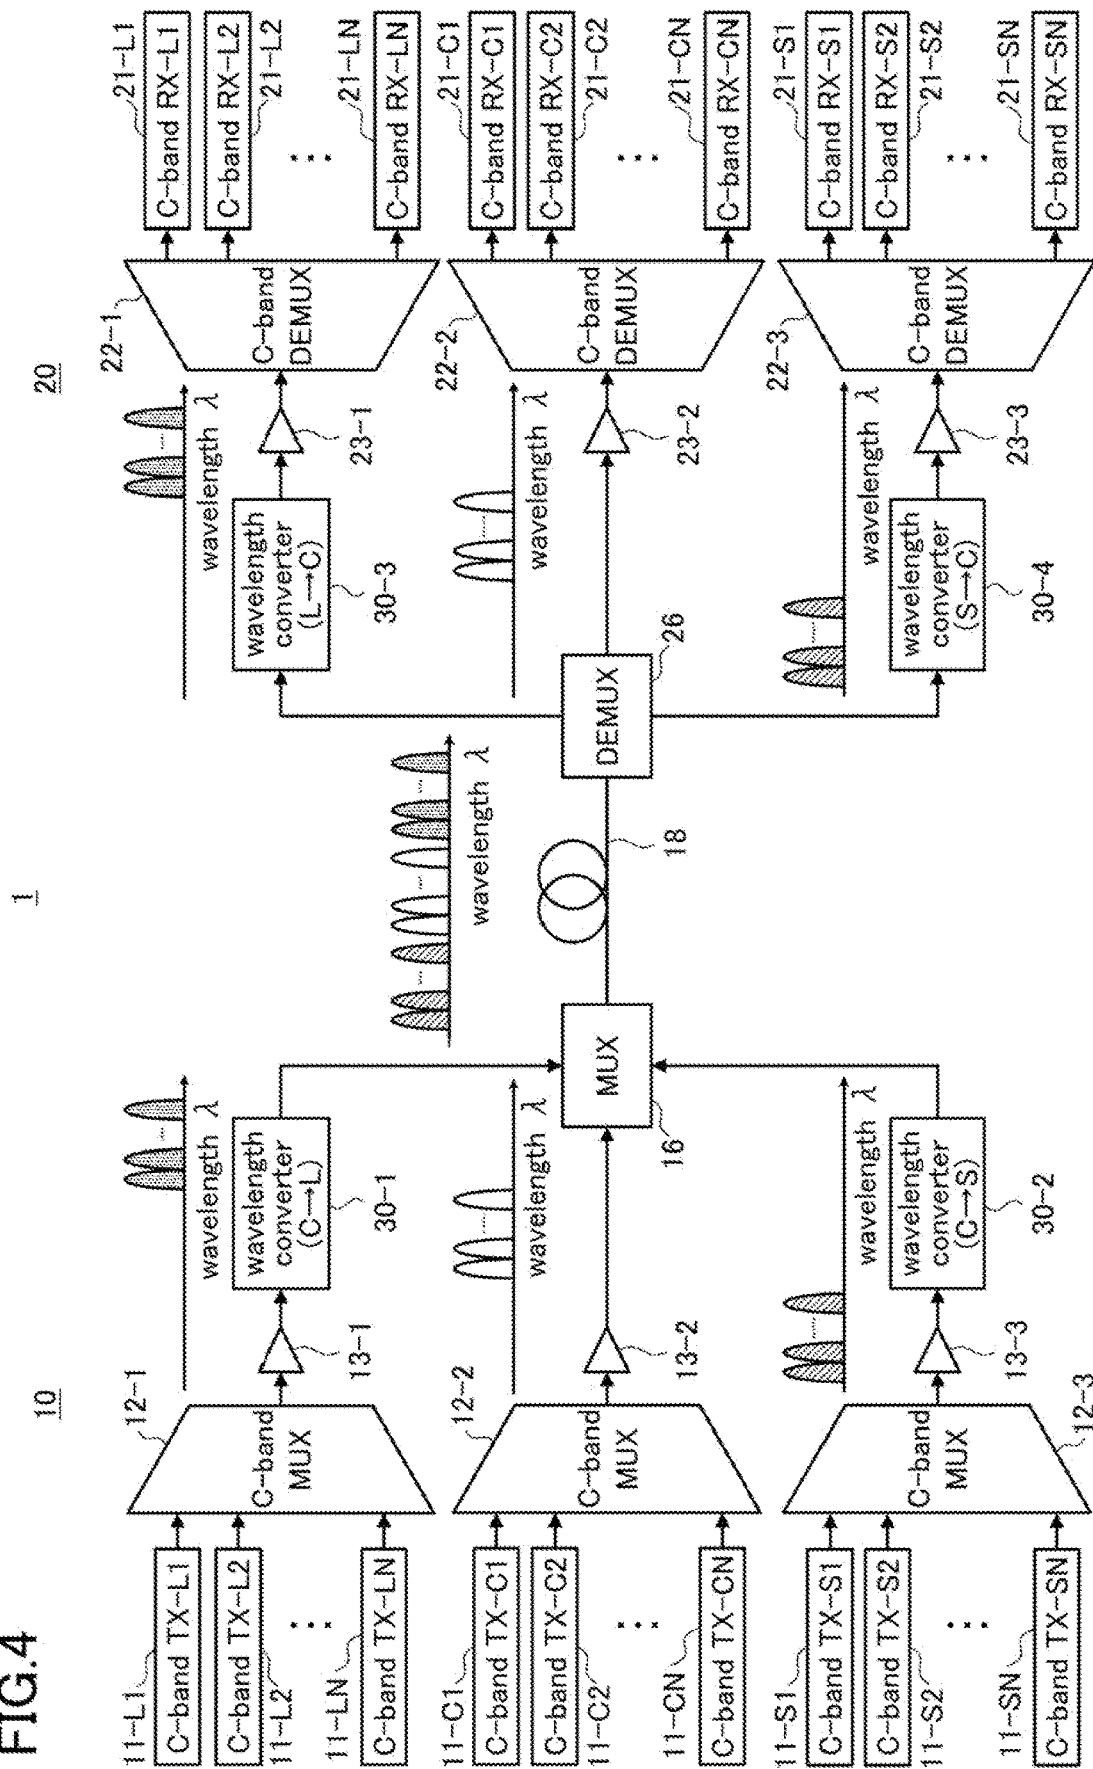 FIG.4
1
10
20
11-L1
C-band TX-L1
C-band TX-L2
11-L2
11-LN
C-band TX-LN
12-1
C-band
MUX
13-1
wavelength
converter
(C→L)
30-1
wavelength λ
11-C1
C-band TX-C1
C-band TX-C2
11-C2
11-CN
C-band TX-CN
12-2
C-band
MUX
13-2
wavelength λ
11-S1
C-band TX-S1
C-band TX-S2
11-S2
11-SN
C-band TX-SN
12-3
C-band
MUX
13-3
wavelength
converter
(C→S)
30-2
wavelength λ
MUX
16
wavelength λ
18
DEMUX
26
wavelength λ
wavelength
converter
(L→C)
30-3
23-1
22-1
C-band
DEMUX
21-L1
C-band RX-L1
C-band RX-L2
21-L2
21-LN
C-band RX-LN
wavelength λ
23-2
22-2
C-band
DEMUX
21-C1
C-band RX-C1
C-band RX-C2
21-C2
21-CN
C-band RX-CN
wavelength λ
wavelength
converter
(S→C)
30-4
23-3
22-3
C-band
DEMUX
21-S1
C-band RX-S1
C-band RX-S2
21-S2
21-SN
C-band RX-SN